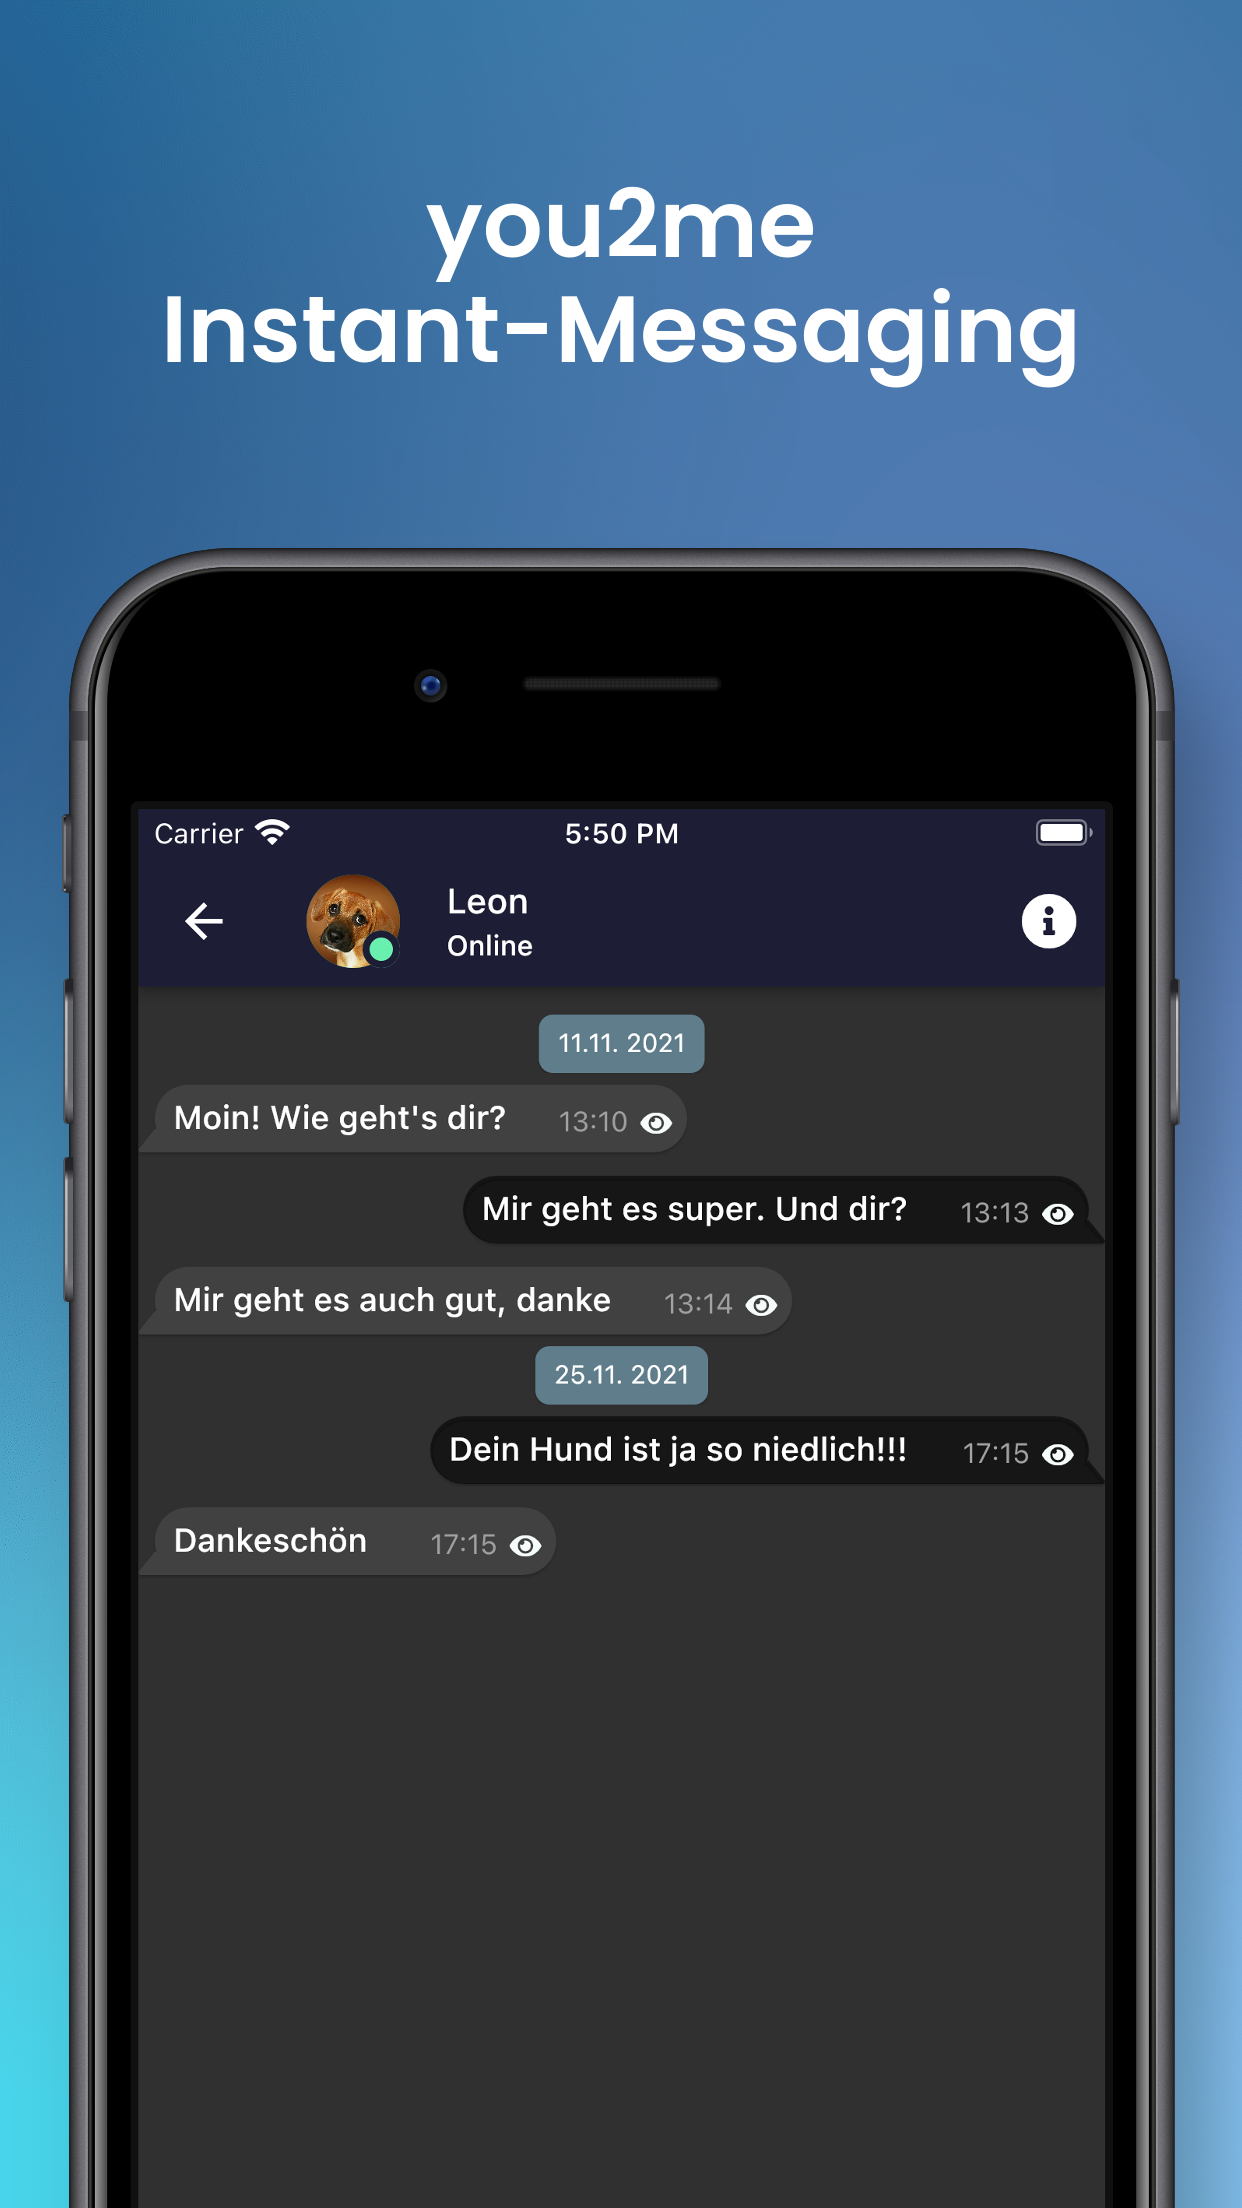 you2me
Instant-Messaging
Carrier
5:50 PM
Leon
Online
11.11. 2021
Moin! Wie geht's dir? 13:10
Mir geht es super. Und dir? 13:13
Mir geht es auch gut, danke 13:14
25.11. 2021
Dein Hund ist ja so niedlich!!! 17:15
Dankeschön 17:15